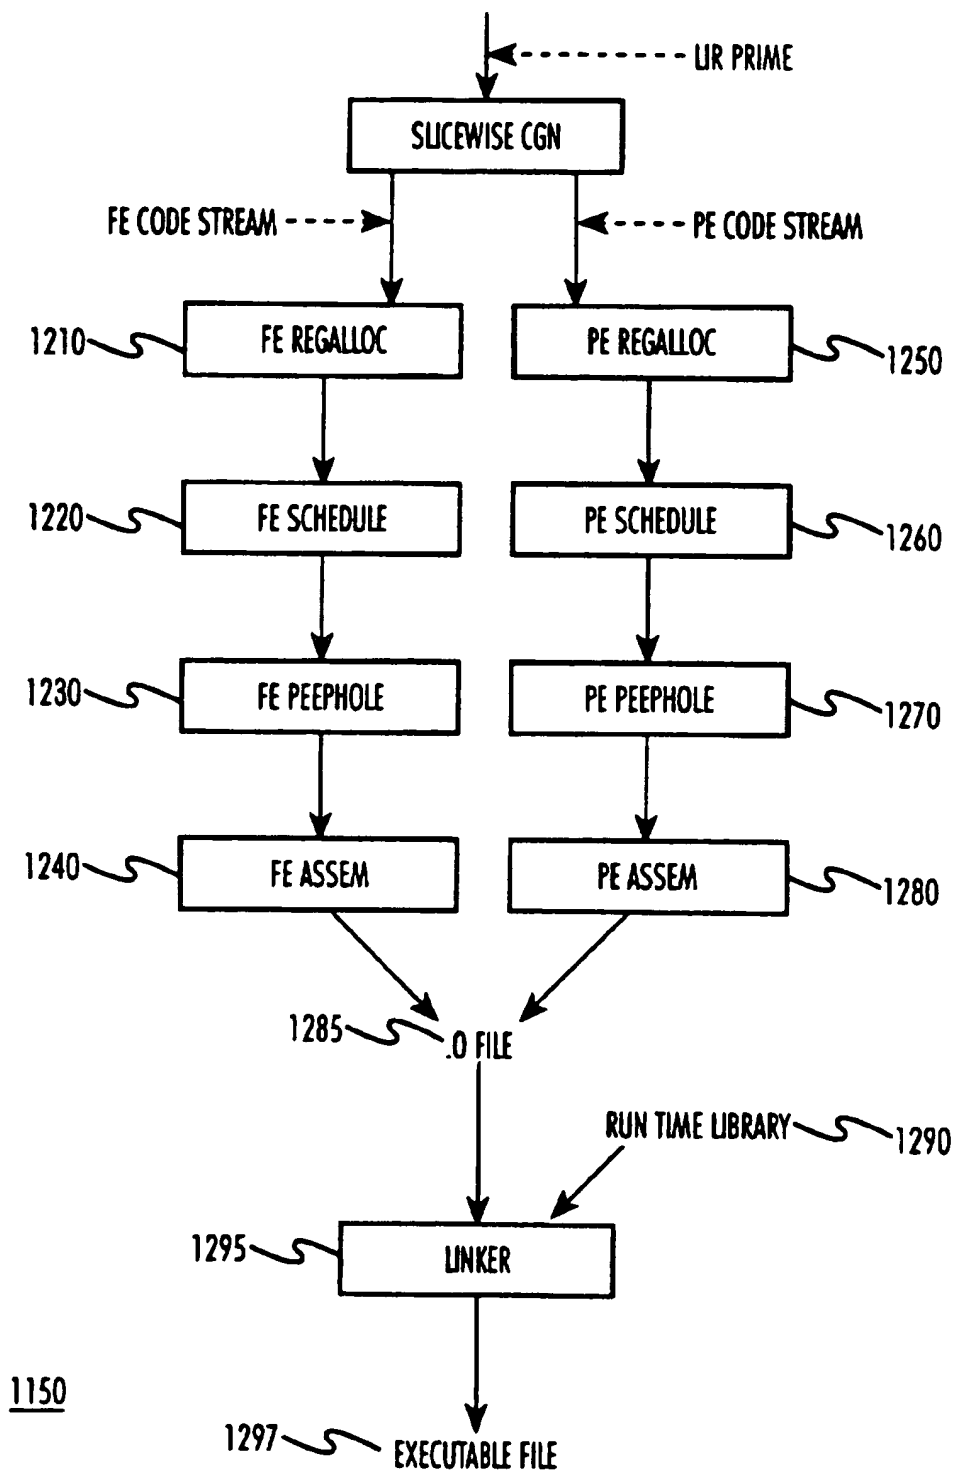 LIR PRIME
SLICEWISE CGN
FE CODE STREAM
PE CODE STREAM
1210
FE REGALLOC
PE REGALLOC
1250
1220
FE SCHEDULE
PE SCHEDULE
1260
1230
FE PEEPHOLE
PE PEEPHOLE
1270
1240
FE ASSEM
PE ASSEM
1280
1285
.O FILE
RUN TIME LIBRARY
1290
1295
LINKER
1150
1297
EXECUTABLE FILE